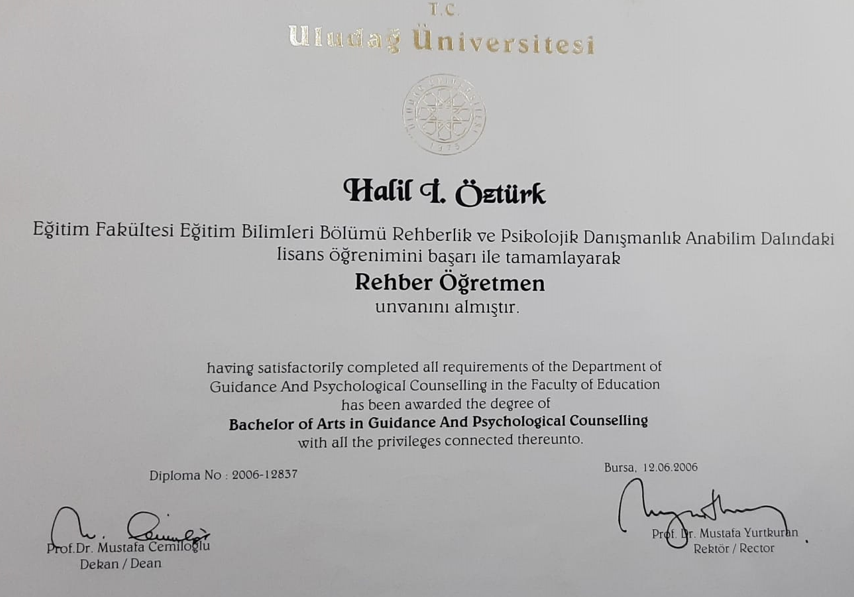 T.C.
Uludağ Üniversitesi
1975
Halil İ. Öztürk
Eğitim Fakültesi Eğitim Bilimleri Bölümü Rehberlik ve Psikolojik Danışmanlık Anabilim Dalındaki
lisans öğrenimini başarı ile tamamlayarak
Rehber Öğretmen
unvanını almıştır.
having satisfactorily completed all requirements of the Department of
Guidance And Psychological Counselling in the Faculty of Education
has been awarded the degree of
Bachelor of Arts in Guidance And Psychological Counselling
with all the privileges connected thereunto.
Diploma No : 2006-12837
Bursa, 12.06.2006
Prof.Dr. Mustafa Cemiloğlu
Dekan / Dean
Prof. Dr. Mustafa Yurtkuran
Rektör / Rector